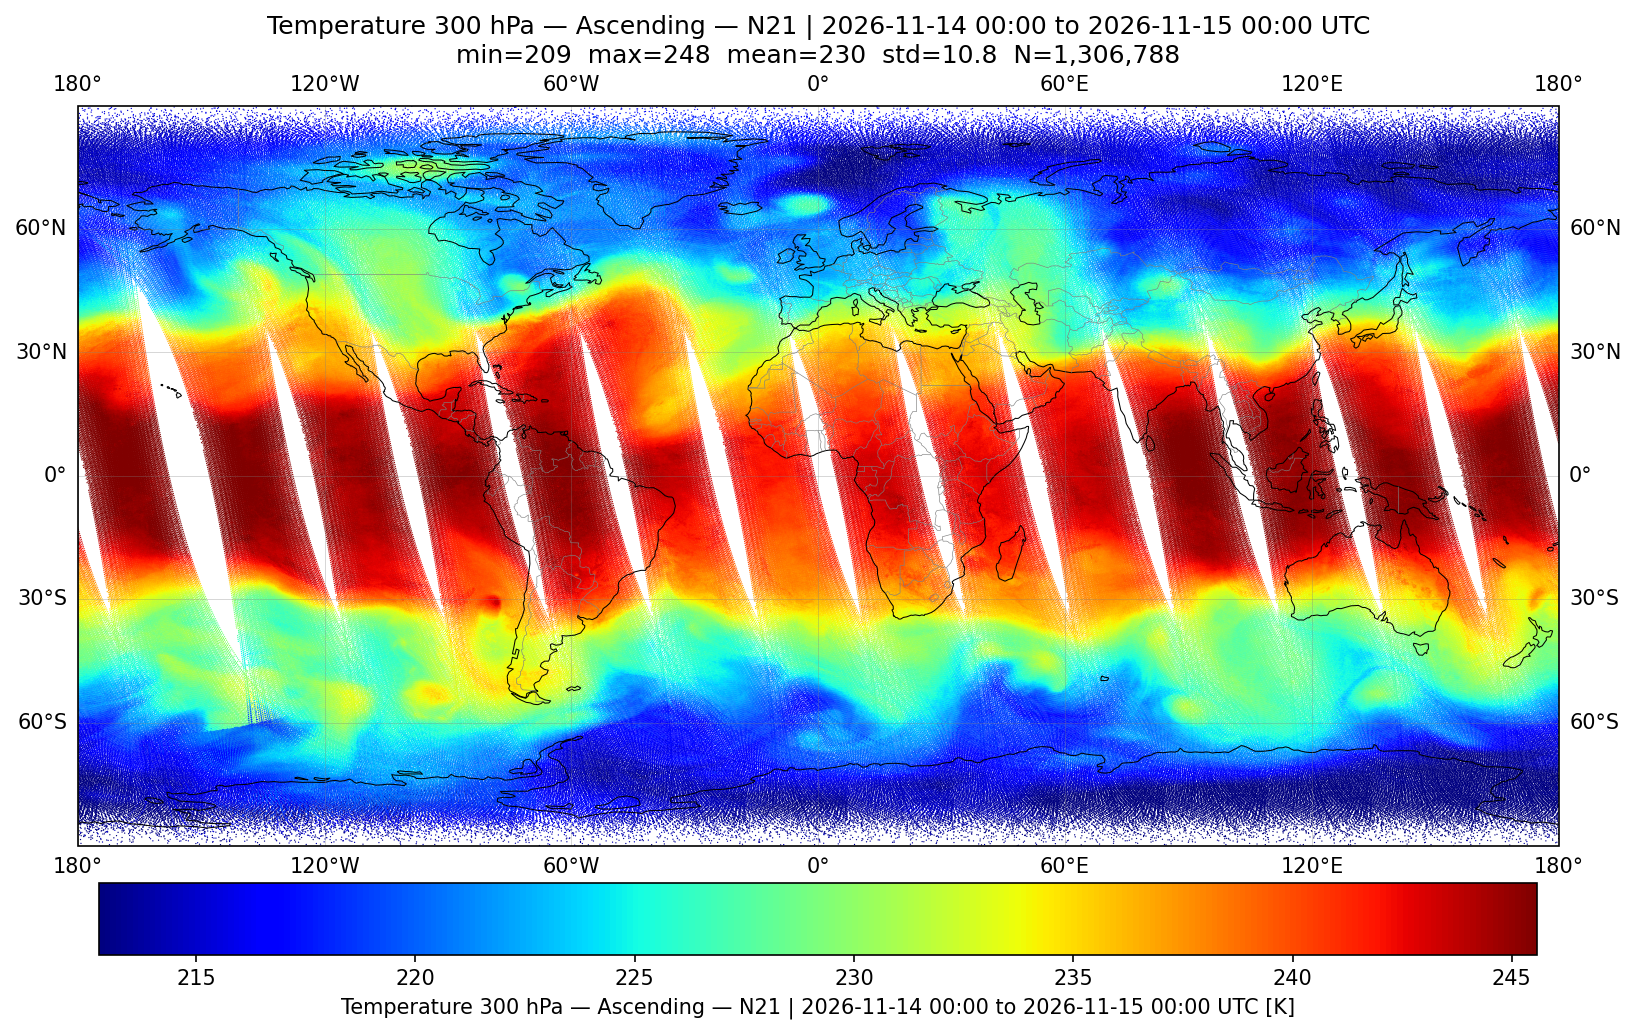 Temperature 300 hPa — Ascending — N21 | 2026-11-14 00:00 to 2026-11-15 00:00 UTC
min=209 max=248 mean=230 std=10.8 N=1,306,788
180° 120°W 60°W 0° 60°E 120°E 180°
60°N 60°N
30°N 30°N
0° 0°
30°S 30°S
60°S 60°S
180° 120°W 60°W 0° 60°E 120°E 180°
215 220 225 230 235 240 245
Temperature 300 hPa — Ascending — N21 | 2026-11-14 00:00 to 2026-11-15 00:00 UTC [K]